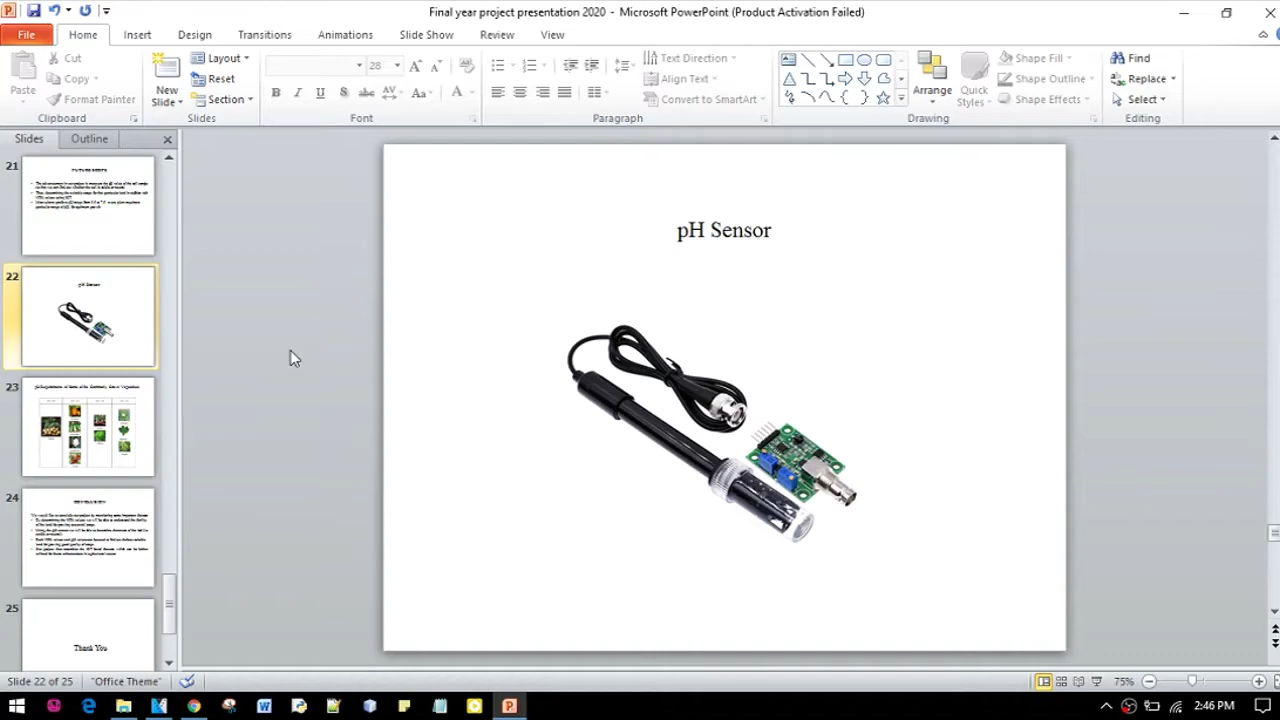 Final year project presentation 2020 - Microsoft PowerPoint (Product Activation Failed)
File Home Insert Design Transitions Animations Slide Show Review View
Paste
Cut
Copy
Format Painter
Clipboard
New
Slide
Layout
Reset
Section
Slides
28
B I U S abc AV Aa A
Font
Text Direction
Align Text
Convert to SmartArt
Paragraph
Arrange
Quick
Styles
Shape Fill
Shape Outline
Shape Effects
Drawing
Find
Replace
Select
Editing
Slides Outline
21
22
pH Sensor
23
24
CONCLUSION
25
Thank You
pH Sensor
Slide 22 of 25 "Office Theme" 75%
2:46 PM